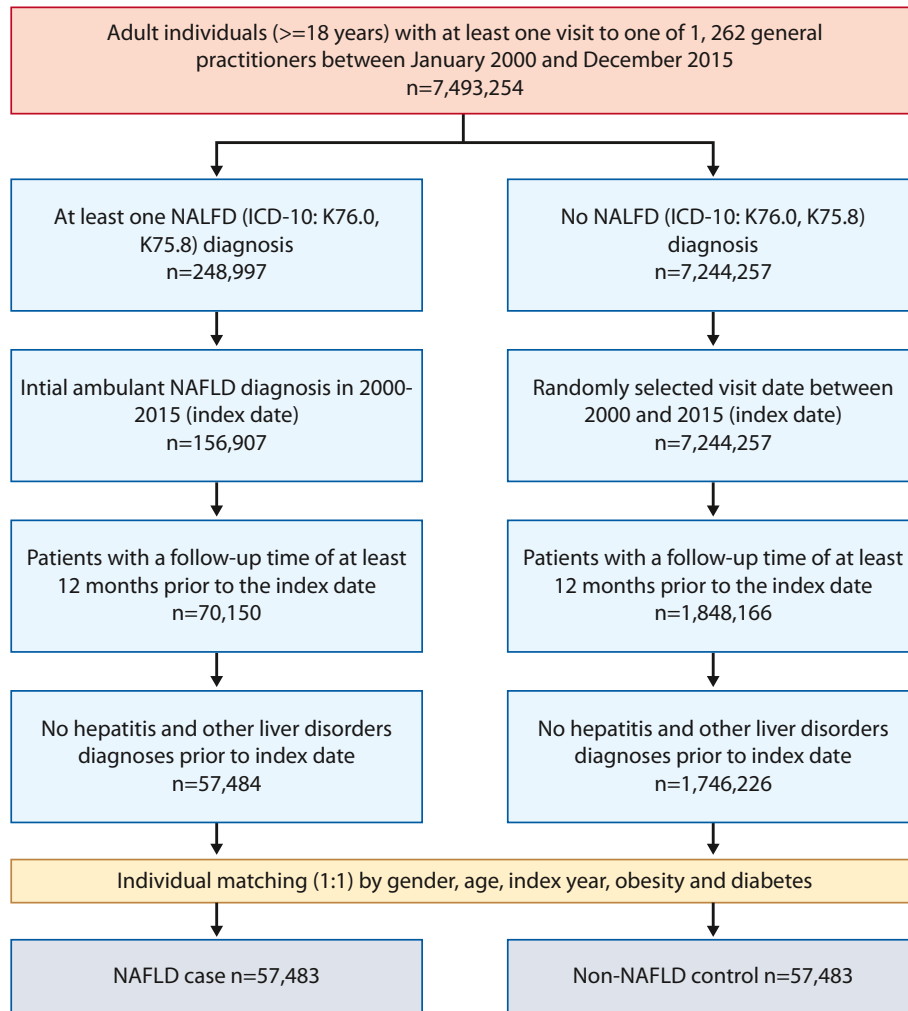 Adult individuals (>=18 years) with at least one visit to one of 1, 262 general
practitioners between January 2000 and December 2015
n=7,493,254
At least one NALFD (ICD-10: K76.0,
K75.8) diagnosis
n=248,997
No NALFD (ICD-10: K76.0, K75.8)
diagnosis
n=7,244,257
Intial ambulant NAFLD diagnosis in 2000-
2015 (index date)
n=156,907
Randomly selected visit date between
2000 and 2015 (index date)
n=7,244,257
Patients with a follow-up time of at least
12 months prior to the index date
n=70,150
Patients with a follow-up time of at least
12 months prior to the index date
n=1,848,166
No hepatitis and other liver disorders
diagnoses prior to index date
n=57,484
No hepatitis and other liver disorders
diagnoses prior to index date
n=1,746,226
Individual matching (1:1) by gender, age, index year, obesity and diabetes
NAFLD case n=57,483
Non-NAFLD control n=57,483